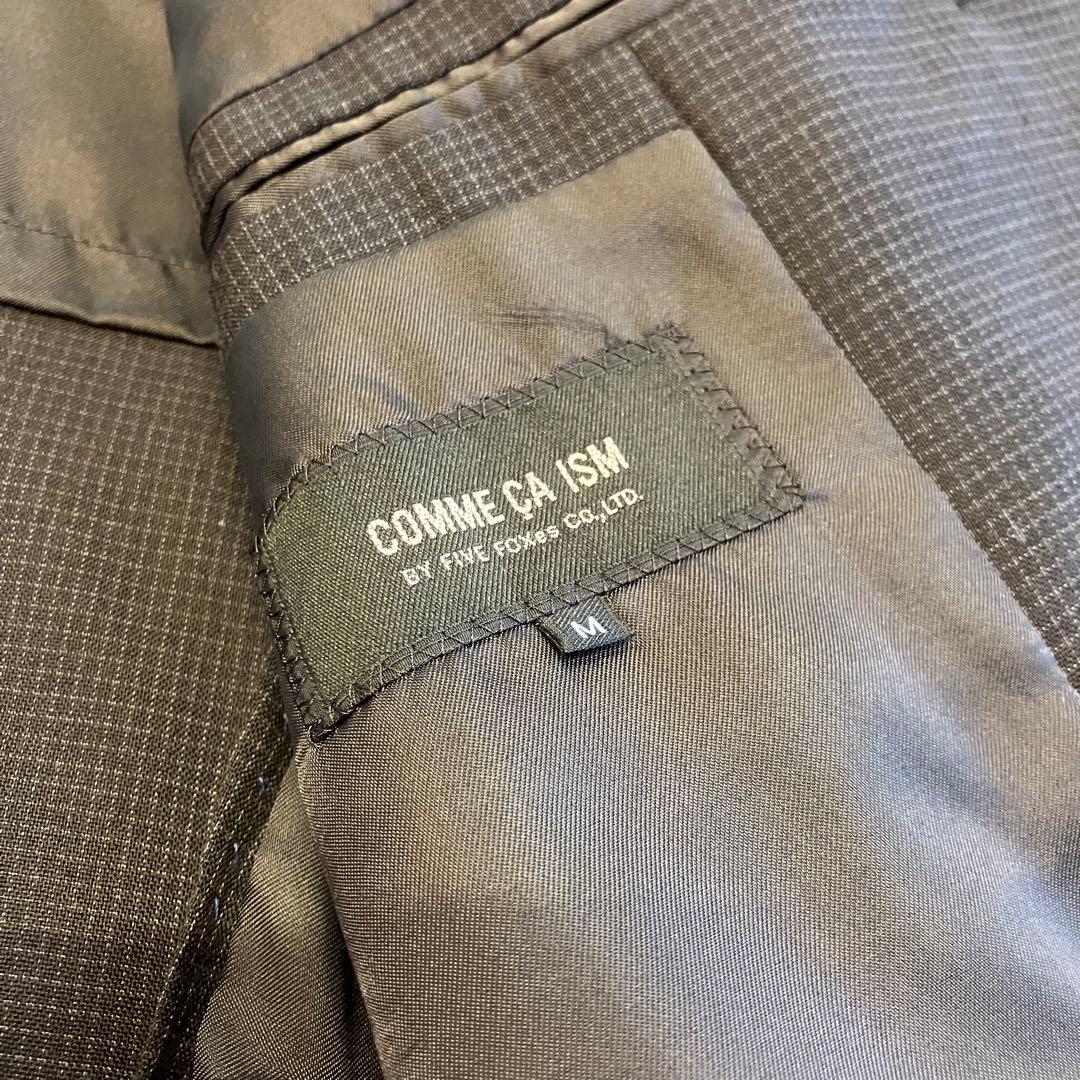 COMME ÇA ISM
BY FIVE FOXes CO.,LTD.
M